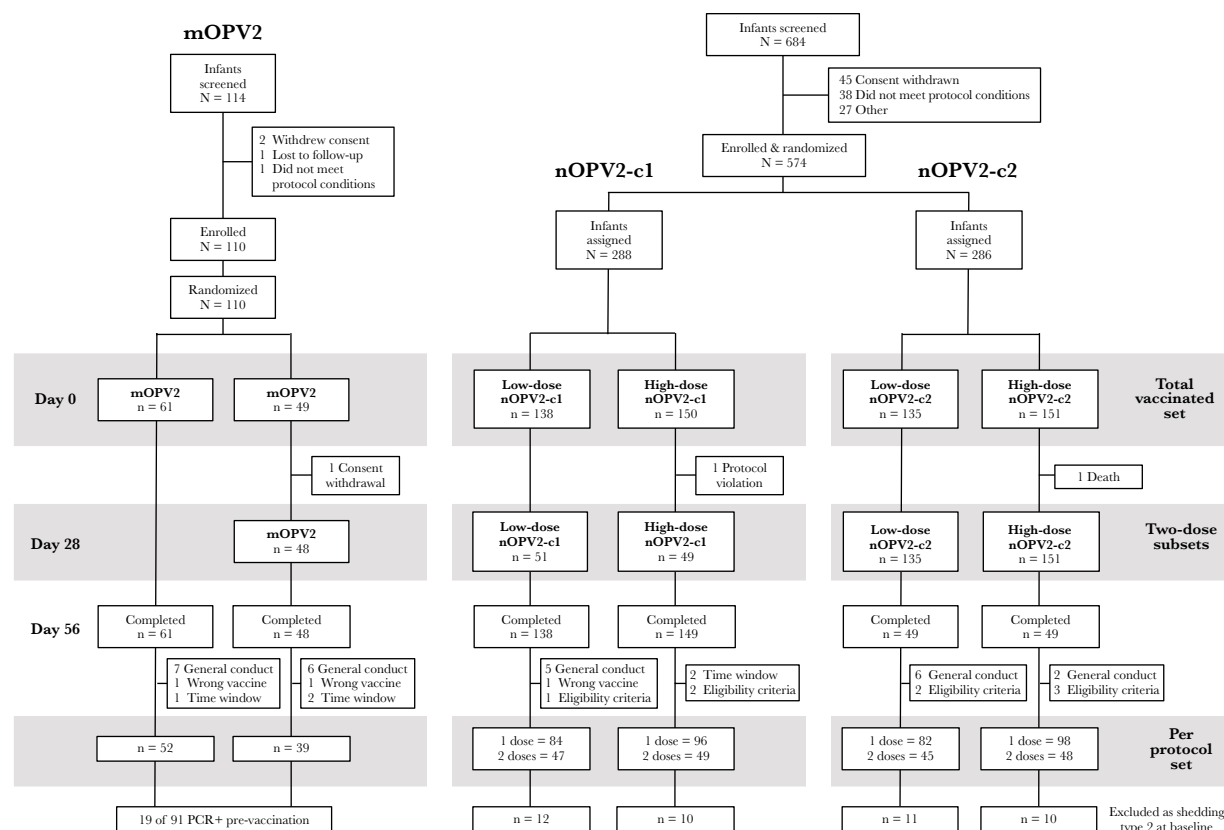 mOPV2
Infants
screened
N = 114
2 Withdrew consent
1 Lost to follow-up
1 Did not meet
protocol conditions
Enrolled
N = 110
Randomized
N = 110
Infants screened
N = 684
45 Consent withdrawn
38 Did not meet protocol conditions
27 Other
Enrolled & randomized
N = 574
nOPV2-c1
nOPV2-c2
Infants
assigned
N = 288
Infants
assigned
N = 286
Day 0
mOPV2
n = 61
mOPV2
n = 49
Low-dose
nOPV2-c1
n = 138
High-dose
nOPV2-c1
n = 150
Low-dose
nOPV2-c2
n = 135
High-dose
nOPV2-c2
n = 151
Total
vaccinated
set
1 Consent
withdrawal
1 Protocol
violation
1 Death
Day 28
mOPV2
n = 48
Low-dose
nOPV2-c1
n = 51
High-dose
nOPV2-c1
n = 49
Low-dose
nOPV2-c2
n = 135
High-dose
nOPV2-c2
n = 151
Two-dose
subsets
Day 56
Completed
n = 61
Completed
n = 48
Completed
n = 138
Completed
n = 149
Completed
n = 49
Completed
n = 49
7 General conduct
1 Wrong vaccine
1 Time window
6 General conduct
1 Wrong vaccine
2 Time window
5 General conduct
1 Wrong vaccine
1 Eligibility criteria
2 Time window
2 Eligibility criteria
6 General conduct
2 Eligibility criteria
2 General conduct
3 Eligibility criteria
n = 52
n = 39
1 dose = 84
2 doses = 47
1 dose = 96
2 doses = 49
1 dose = 82
2 doses = 45
1 dose = 98
2 doses = 48
Per
protocol
set
19 of 91 PCR+ pre-vaccination
n = 12
n = 10
n = 11
n = 10
Excluded as shedding
type 2 at baseline